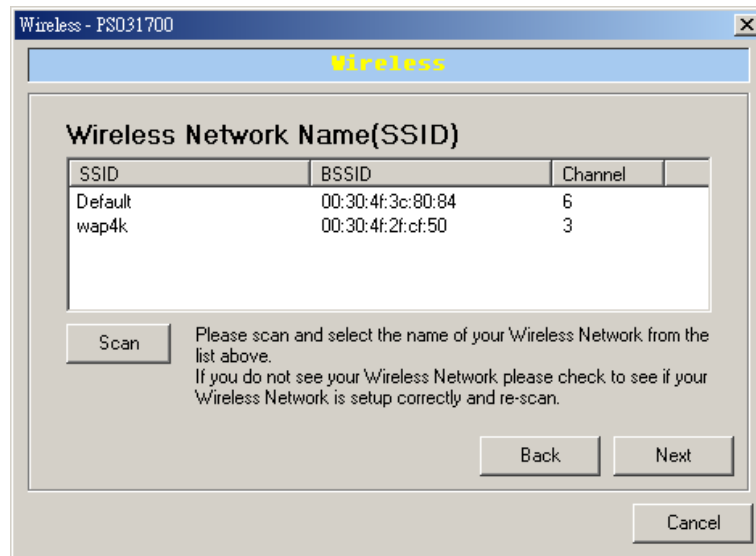 Wireless - PS031700
Wireless
Wireless Network Name(SSID)
SSID BSSID Channel
Default 00:30:4f:3c:80:84 6
wap4k 00:30:4f:2f:cf:50 3
Scan
Please scan and select the name of your Wireless Network from the
list above.
If you do not see your Wireless Network please check to see if your
Wireless Network is setup correctly and re-scan.
Back Next
Cancel